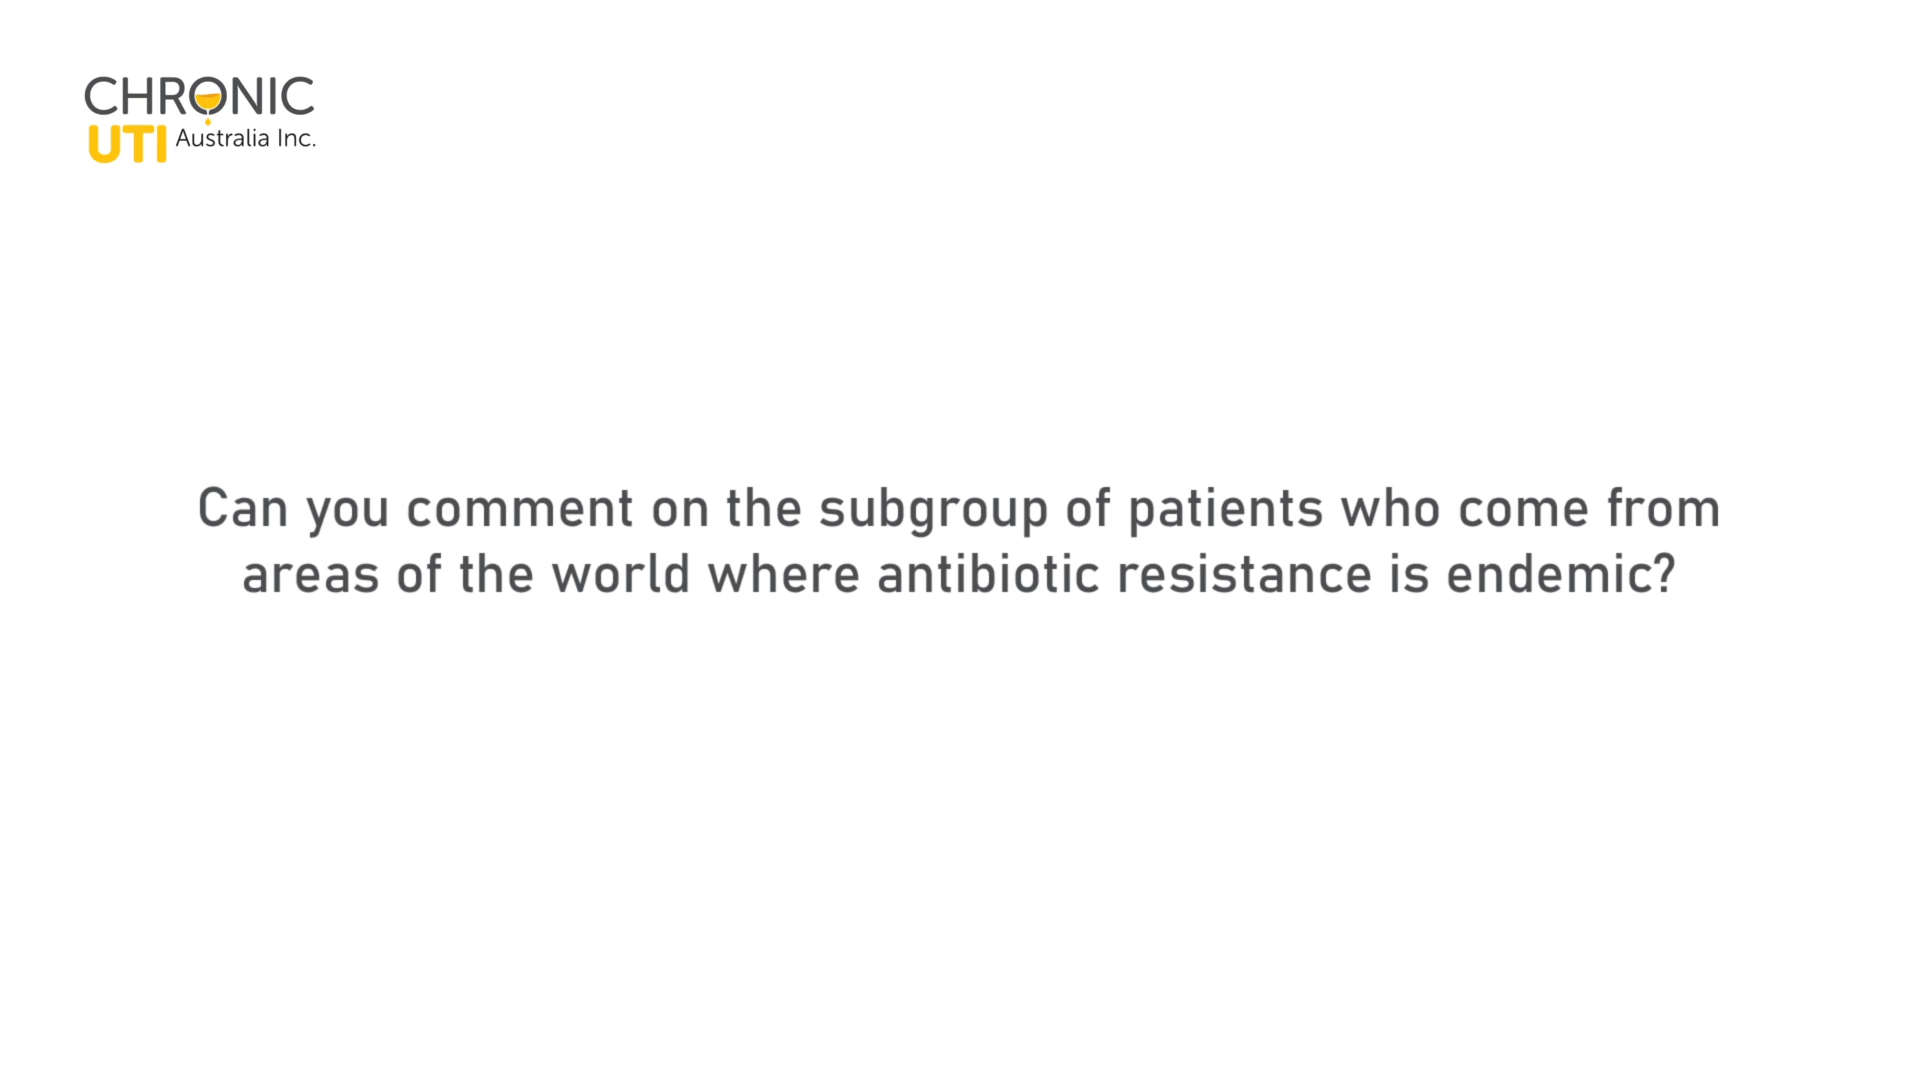 CHRONIC
UTI Australia Inc.
Can you comment on the subgroup of patients who come from
areas of the world where antibiotic resistance is endemic?